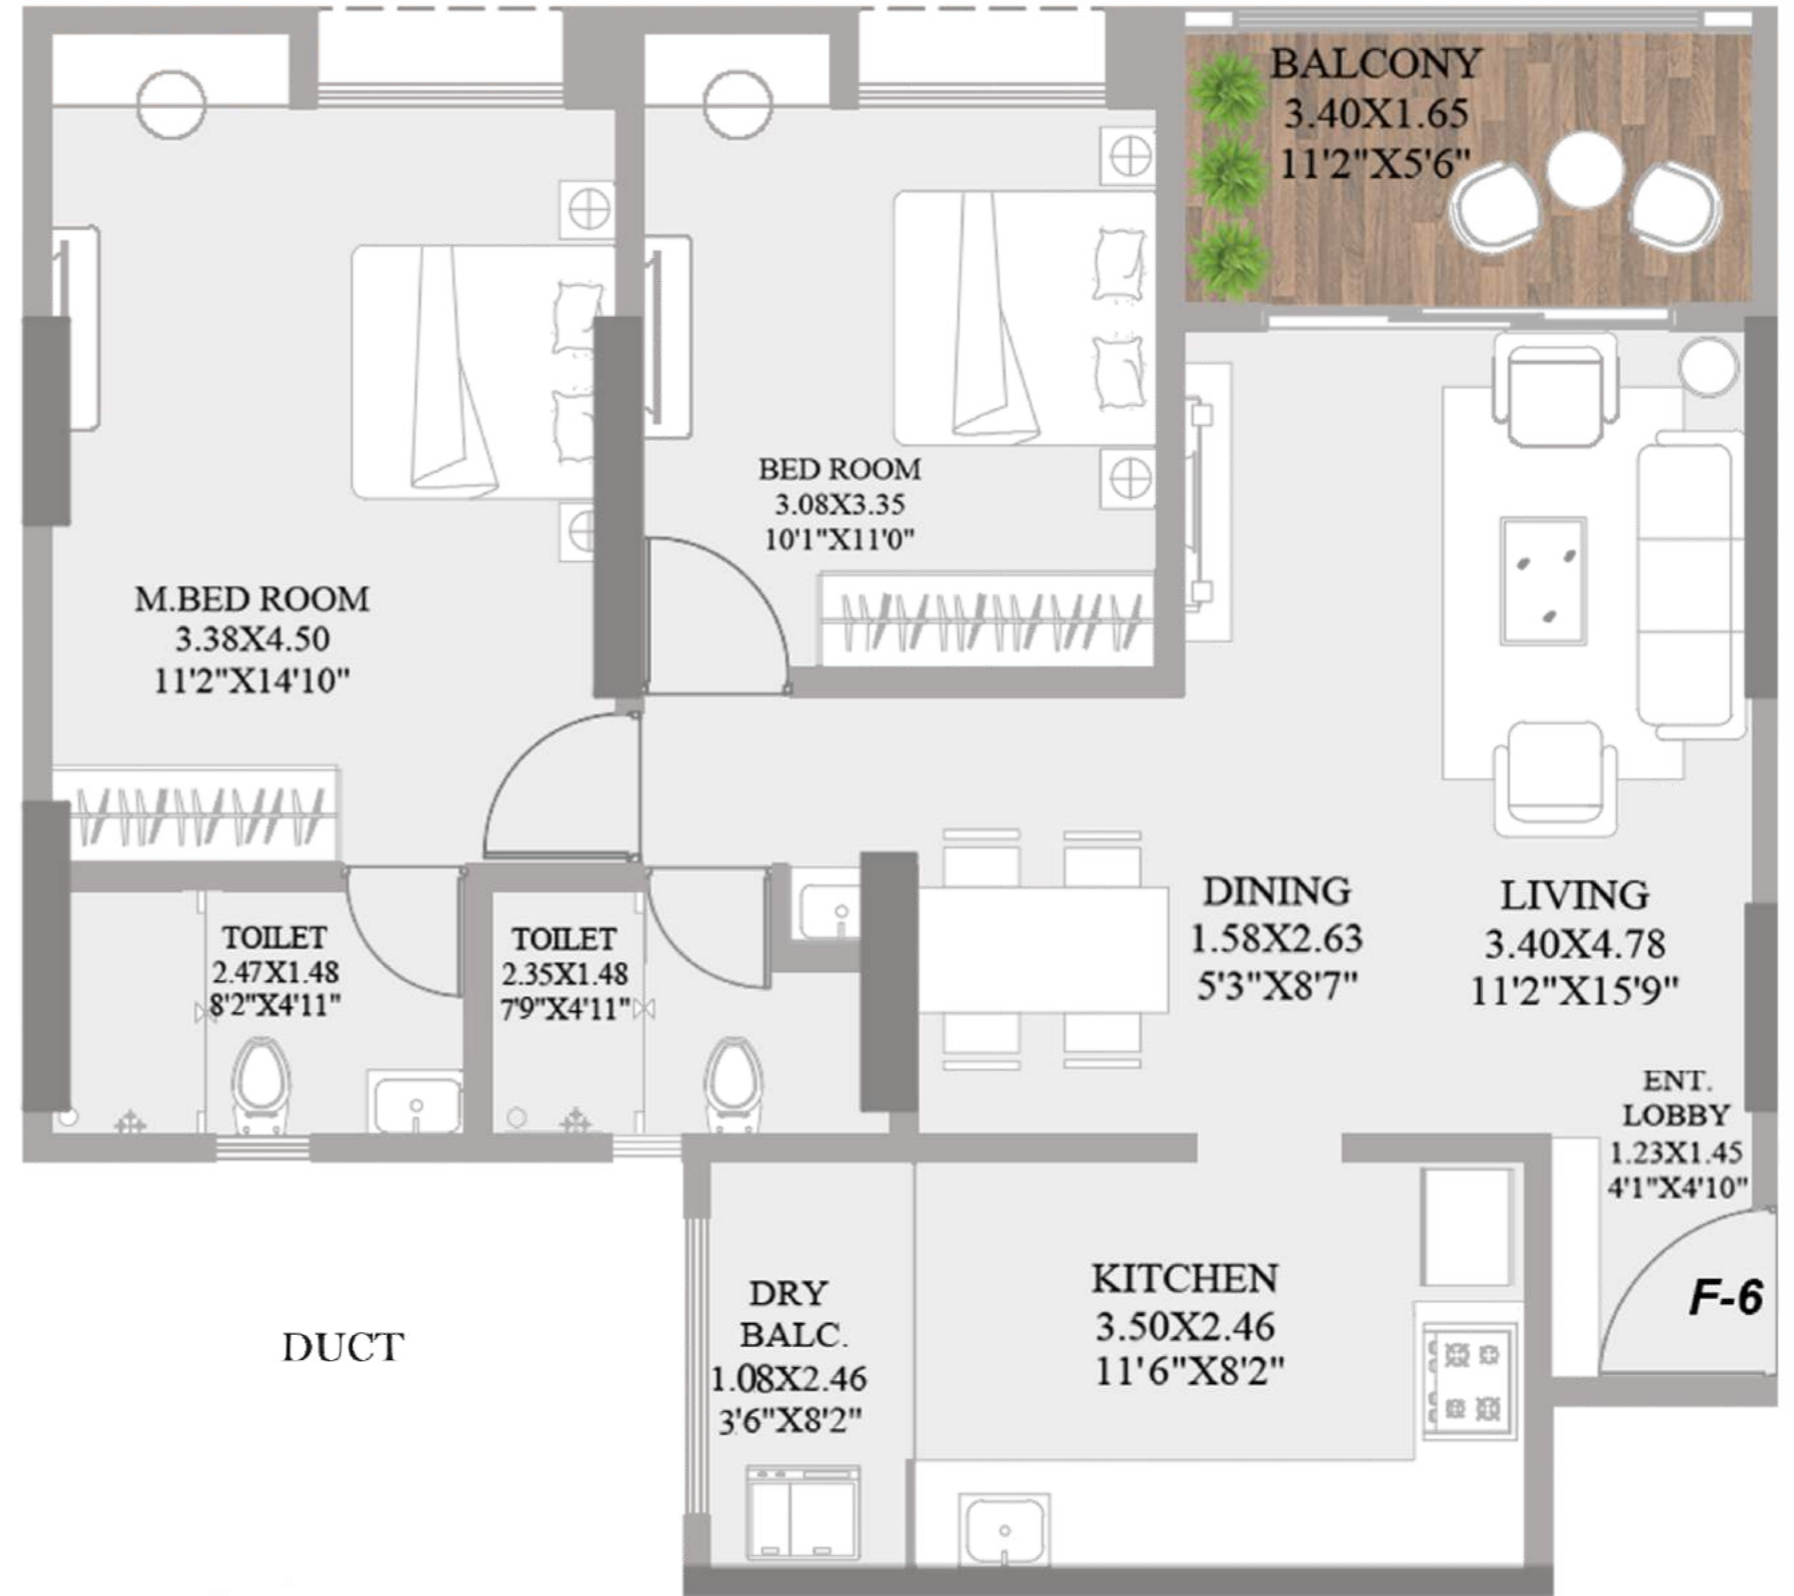 BALCONY
3.40X1.65
11'2"X5'6"
BED ROOM
3.08X3.35
10'1"X11'0"
M.BED ROOM
3.38X4.50
11'2"X14'10"
DINING
1.58X2.63
5'3"X8'7"
LIVING
3.40X4.78
11'2"X15'9"
TOILET
2.47X1.48
8'2"X4'11"
TOILET
2.35X1.48
7'9"X4'11"
ENT.
LOBBY
1.23X1.45
4'1"X4'10"
F-6
KITCHEN
3.50X2.46
11'6"X8'2"
DRY
BALC.
1.08X2.46
3'6"X8'2"
DUCT